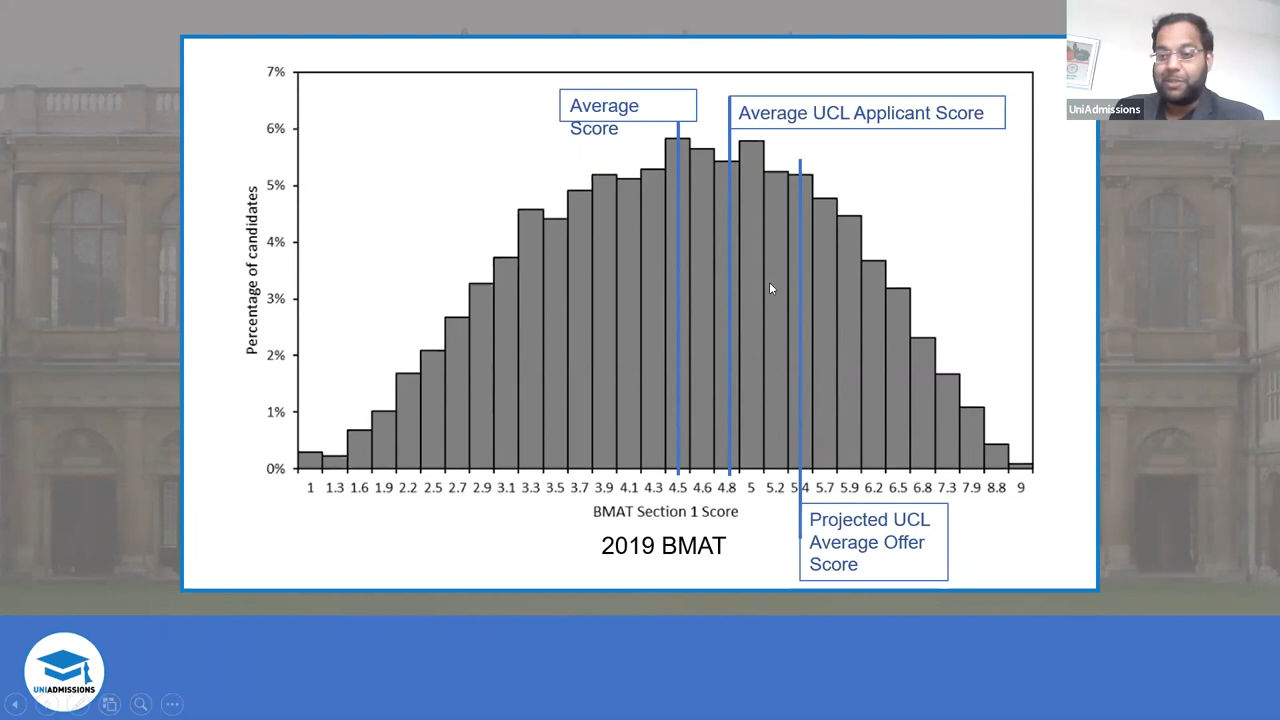 7%
Average
Score
Average UCL Applicant Score
UniAdmissions
6%
5%
4%
3%
2%
1%
0%
Percentage of candidates
1 1.3 1.6 1.9 2.2 2.5 2.7 2.9 3.1 3.3 3.5 3.7 3.9 4.1 4.3 4.5 4.6 4.8 5 5.2 5.4 5.7 5.9 6.2 6.5 6.8 7.3 7.9 8.8 9
BMAT Section 1 Score
2019 BMAT
Projected UCL
Average Offer
Score
UNIADMISSIONS